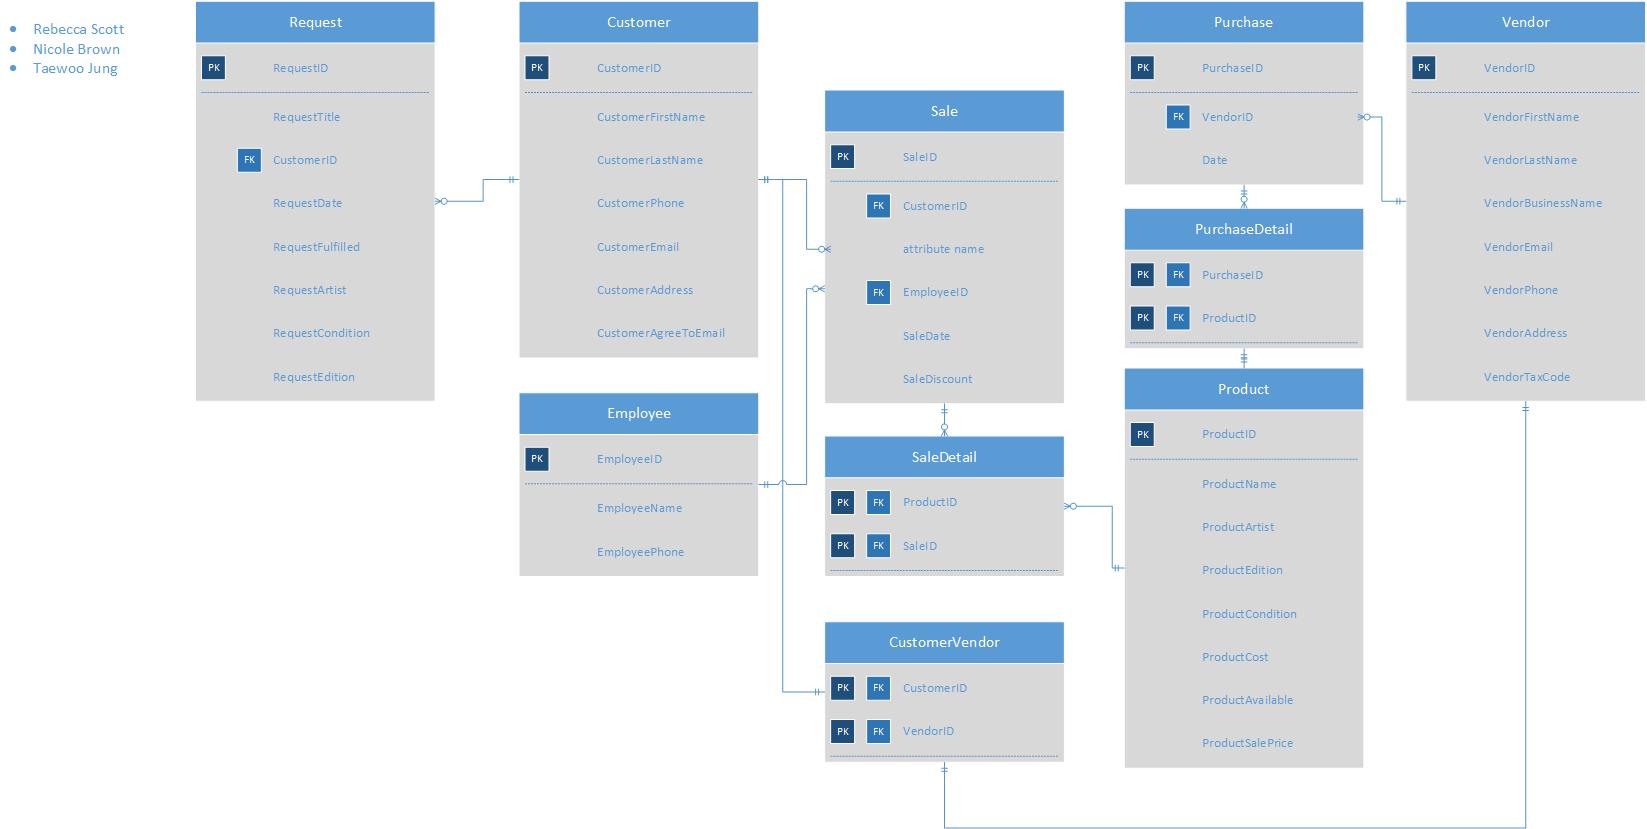 • Rebecca Scott
• Nicole Brown
• Taewoo Jung
Request
PK RequestID
RequestTitle
FK CustomerID
RequestDate
RequestFulfilled
RequestArtist
RequestCondition
RequestEdition
Customer
PK CustomerID
CustomerFirstName
CustomerLastName
CustomerPhone
CustomerEmail
CustomerAddress
CustomerAgreeToEmail
Employee
PK EmployeeID
EmployeeName
EmployeePhone
Sale
PK SaleID
FK CustomerID
attribute name
FK EmployeeID
SaleDate
SaleDiscount
SaleDetail
PK FK ProductID
PK FK SaleID
CustomerVendor
PK FK CustomerID
PK FK VendorID
Purchase
PK PurchaseID
FK VendorID
Date
PurchaseDetail
PK FK PurchaseID
PK FK ProductID
Product
PK ProductID
ProductName
ProductArtist
ProductEdition
ProductCondition
ProductCost
ProductAvailable
ProductSalePrice
Vendor
PK VendorID
VendorFirstName
VendorLastName
VendorBusinessName
VendorEmail
VendorPhone
VendorAddress
VendorTaxCode